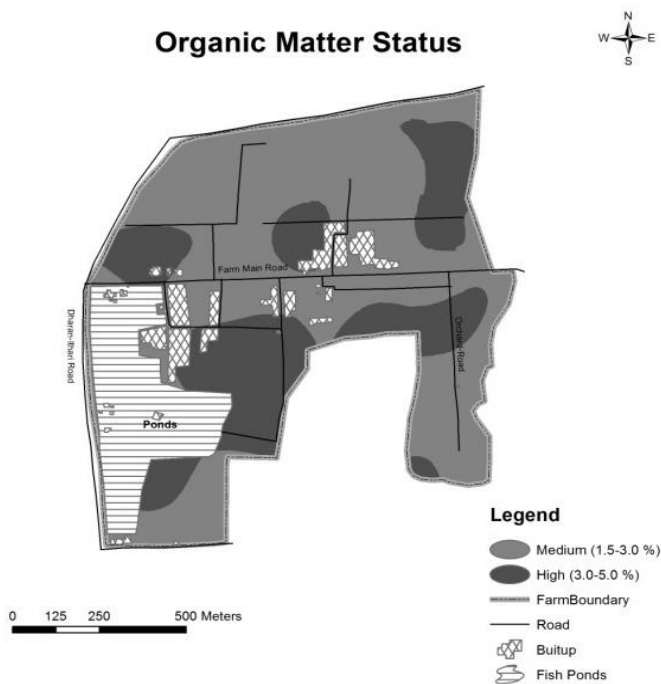 N
Organic Matter Status
W E
S
Farm Main Road
Dharan-Ithari Road
Orchard Road
Ponds
Legend
Medium (1.5-3.0 %)
High (3.0-5.0 %)
FarmBoundary
0 125 250 500 Meters
Road
Buitup
Fish Ponds